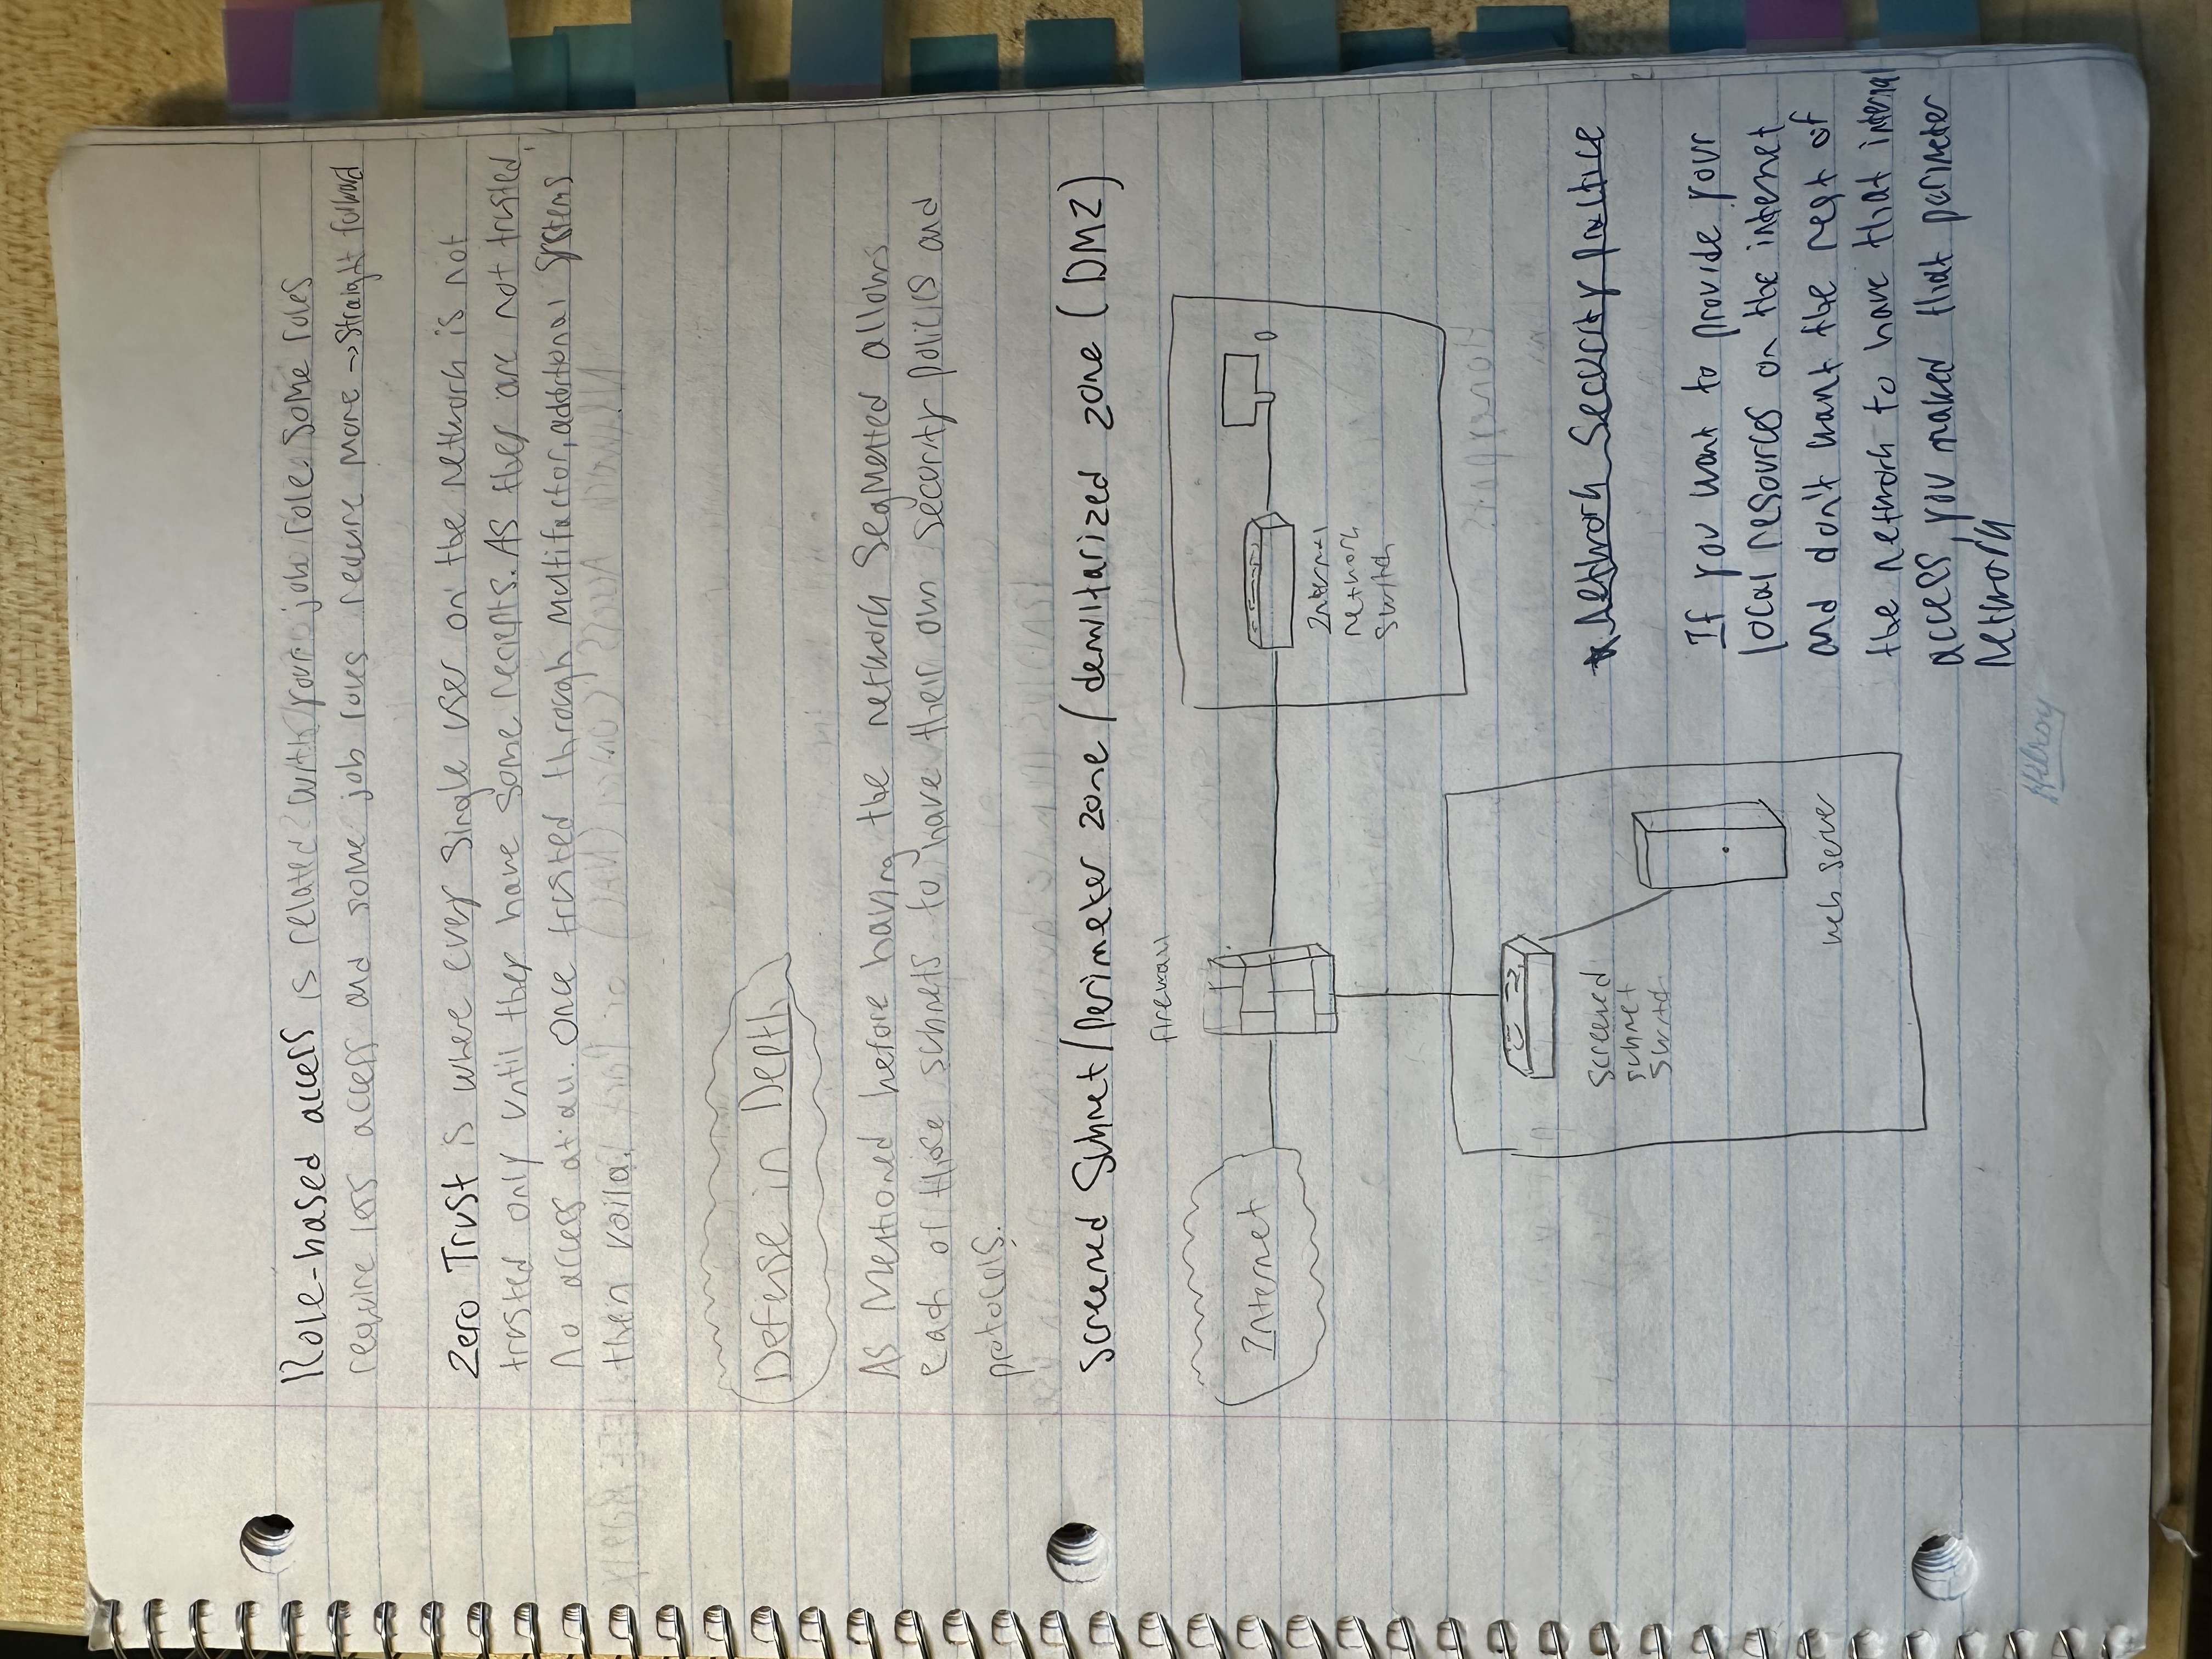 Role-based access is related with your job role. Some roles
require less access and some job roles require more → Straight forward
Zero Trust is where every single user on the network is not
trusted only until they have some reciepts. As they are not trusted,
no access at all. Once trusted through multifactor, additional systems
then voila.
Defense in Depth
As Mentioned before having the network Segmented allows
each of those subnets to have their own security policies and
protocols.
Screened Subnet/Perimeter zone/demilitarized zone (DMZ)
firewall
Internet
Internal
network
switch
Screened
subnet
switch
web server
* Network Security practice
If you want to provide your
local resources on the internet
and don't want the rest of
the network to have that internal
access, you maked that perimeter
network
Hilroy